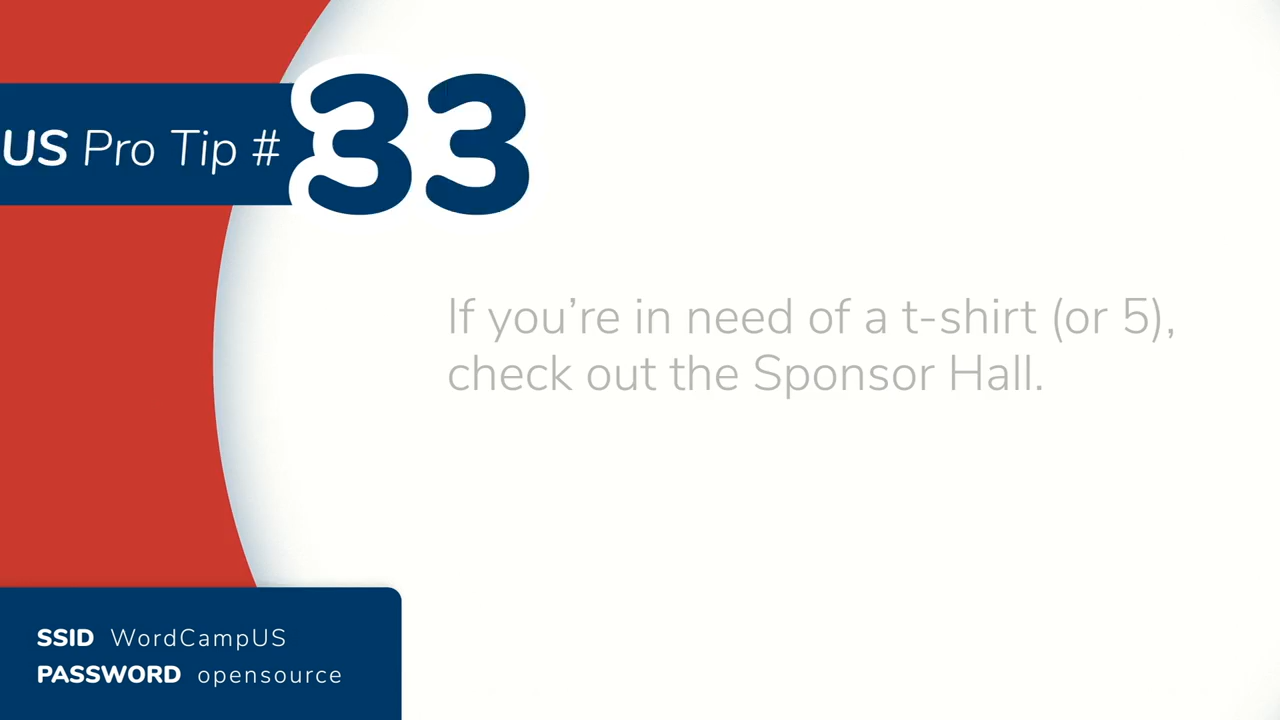 US Pro Tip # 33
If you're in need of a t-shirt (or 5),
check out the Sponsor Hall.
SSID WordCampUS
PASSWORD opensource